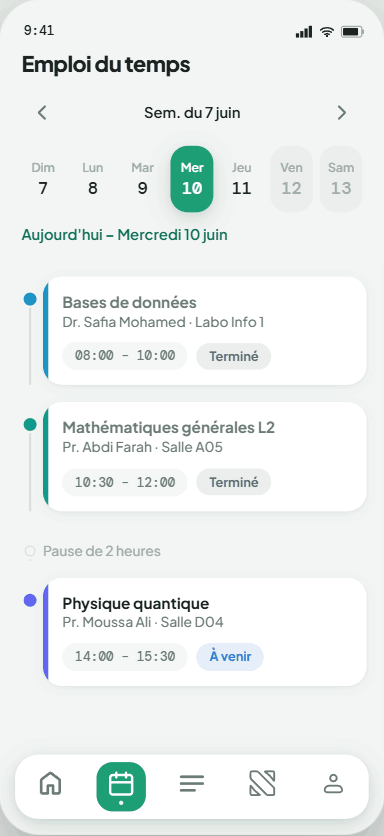 9:41
Emploi du temps
Sem. du 7 juin
Dim Lun Mar Mer Jeu Ven Sam
7 8 9 10 11 12 13
Aujourd'hui – Mercredi 10 juin
Bases de données
Dr. Safia Mohamed · Labo Info 1
08:00 – 10:00 Terminé
Mathématiques générales L2
Pr. Abdi Farah · Salle A05
10:30 – 12:00 Terminé
Pause de 2 heures
Physique quantique
Pr. Moussa Ali · Salle D04
14:00 – 15:30 À venir